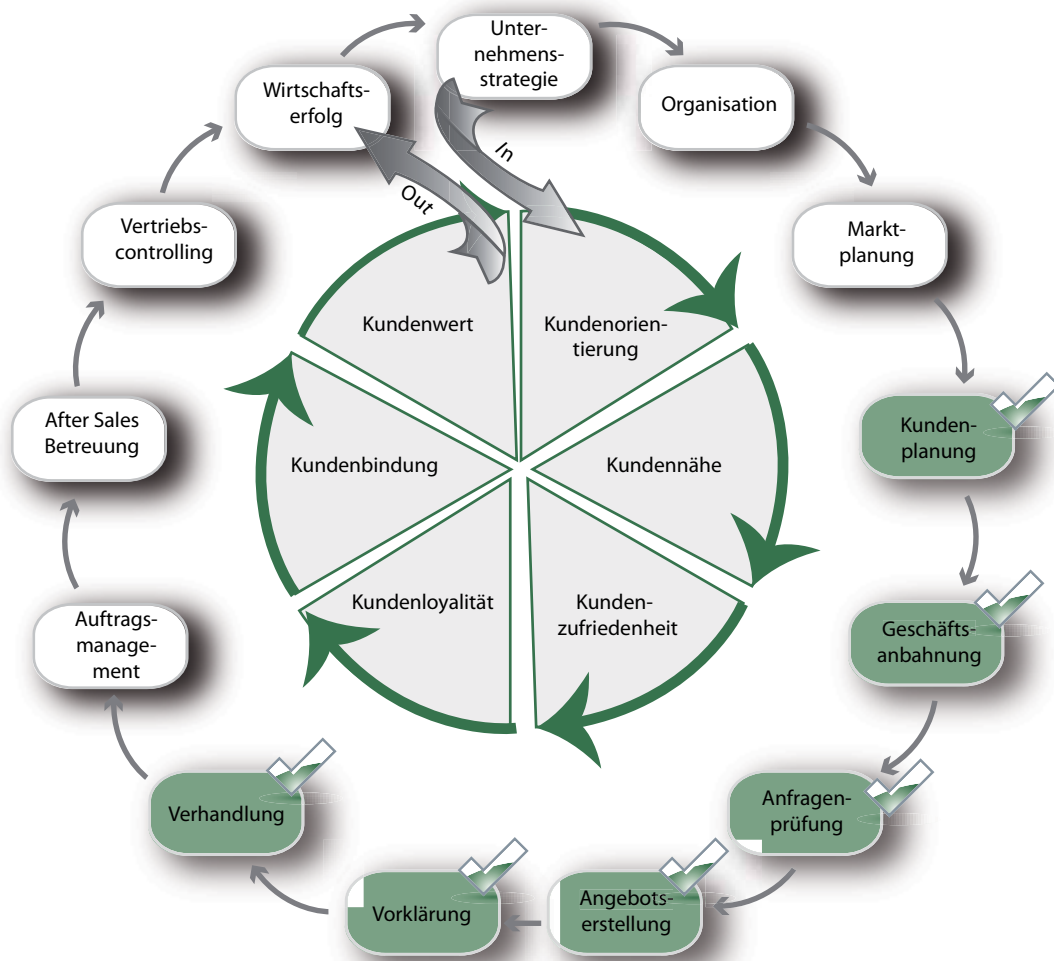 Unter-
nehmens-
strategie
Organisation
Markt-
planung
Kunden-
planung
Geschäfts-
anbahnung
Anfragen-
prüfung
Angebots-
erstellung
Vorklärung
Verhandlung
Auftrags-
manage-
ment
After Sales
Betreuung
Vertriebs-
controlling
Wirtschafts-
erfolg
In
Out
Kundenorien-
tierung
Kundennähe
Kunden-
zufriedenheit
Kundenloyalität
Kundenbindung
Kundenwert